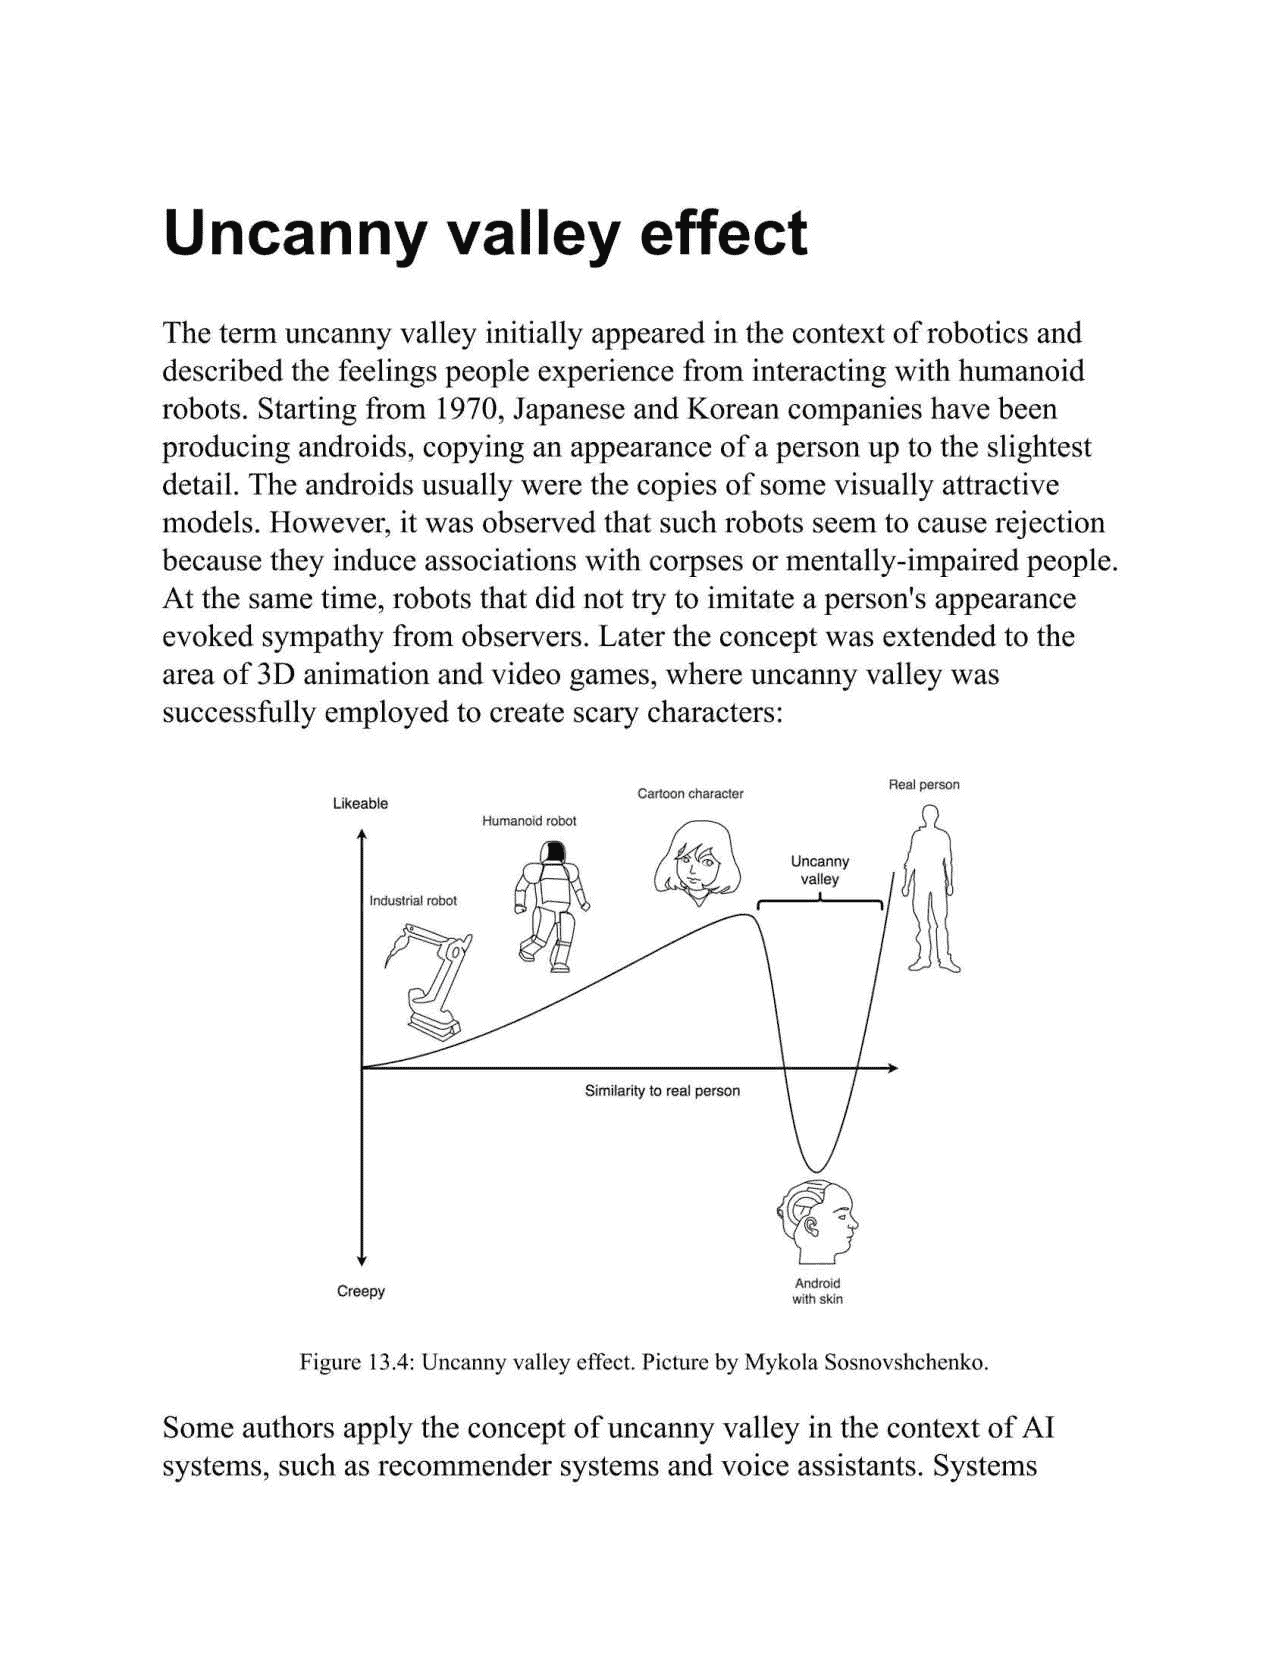 Uncanny valley effect
The term uncanny valley initially appeared in the context of robotics and
described the feelings people experience from interacting with humanoid
robots. Starting from 1970, Japanese and Korean companies have been
producing androids, copying an appearance of a person up to the slightest
detail. The androids usually were the copies of some visually attractive
models. However, it was observed that such robots seem to cause rejection
because they induce associations with corpses or mentally-impaired people.
At the same time, robots that did not try to imitate a person's appearance
evoked sympathy from observers. Later the concept was extended to the
area of 3D animation and video games, where uncanny valley was
successfully employed to create scary characters:
Likeable
Industrial robot
Humanoid robot
Cartoon character
Uncanny
valley
Real person
Similarity to real person
Creepy
Android
with skin
Figure 13.4: Uncanny valley effect. Picture by Mykola Sosnovshchenko.
Some authors apply the concept of uncanny valley in the context of AI
systems, such as recommender systems and voice assistants. Systems